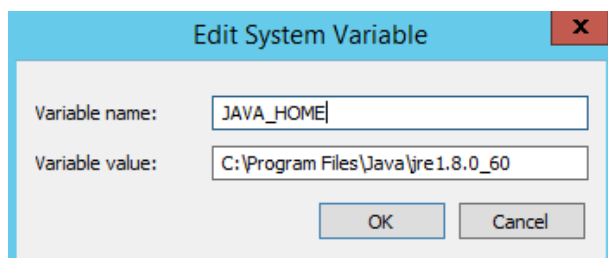 Edit System Variable
x
Variable name: JAVA_HOME
Variable value: C:\Program Files\Java\jre1.8.0_60
OK Cancel